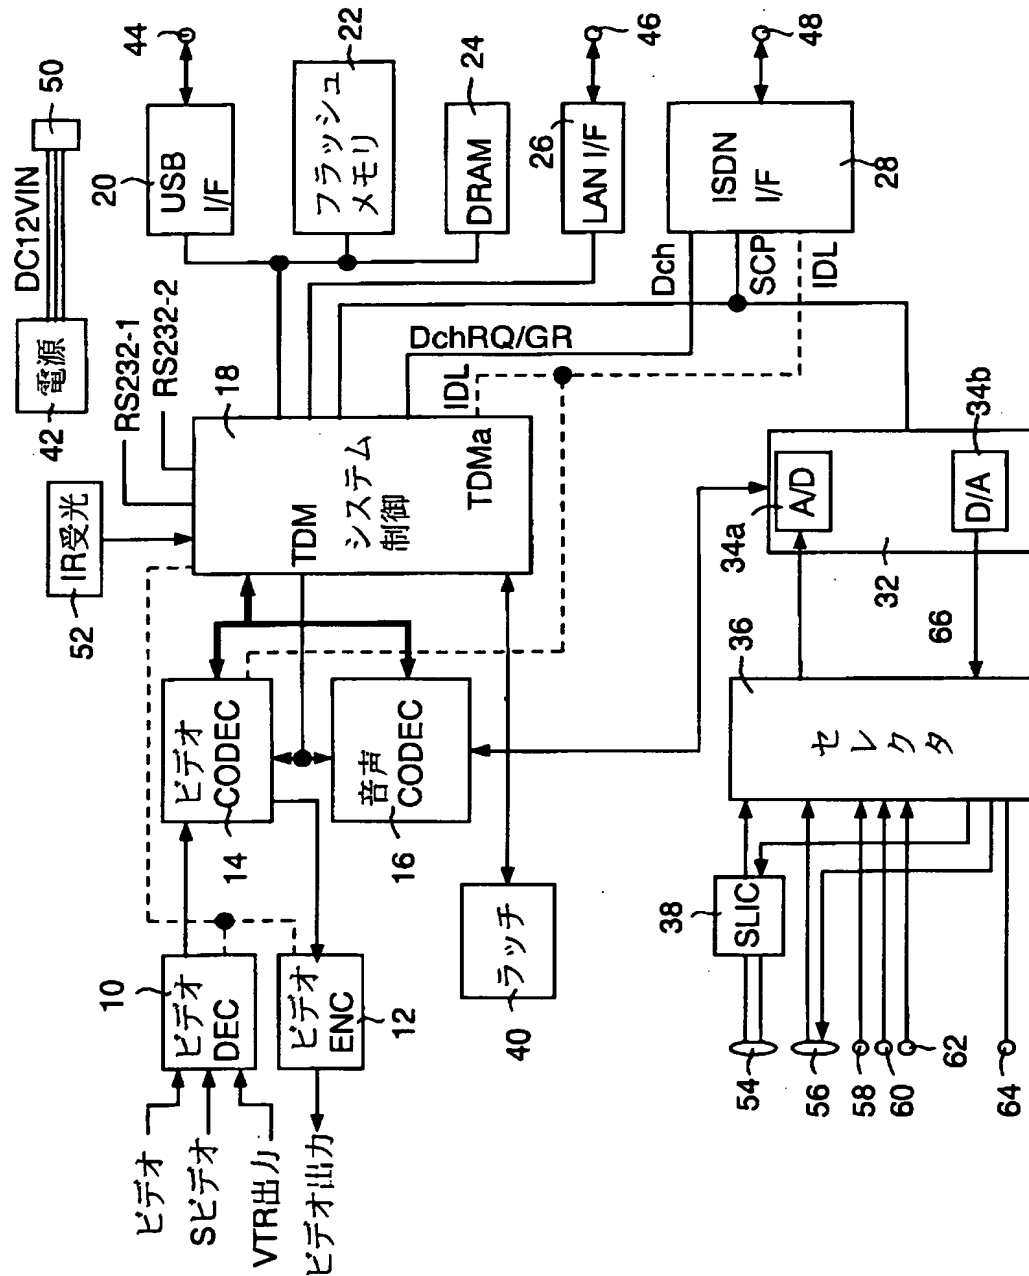 DC12VIN
電源
42
50
RS232-1
RS232-2
IR受光
52
20
USB
I/F
44
フラッシュ
メモリ
22
DRAM
24
LAN I/F
26
46
ISDN
I/F
28
48
Dch
SCP
IDL
DchRQ/GR
IDL
18
TDM
システム
制御
TDMa
ビデオ
Sビデオ
VTR出力
ビデオ出力
10
ビデオ
DEC
ビデオ
ENC
12
ビデオ
CODEC
14
音声
CODEC
16
ラッチ
40
34a
A/D
34b
D/A
32
66
36
セレクタ
38
SLIC
54
56
58
60
62
64